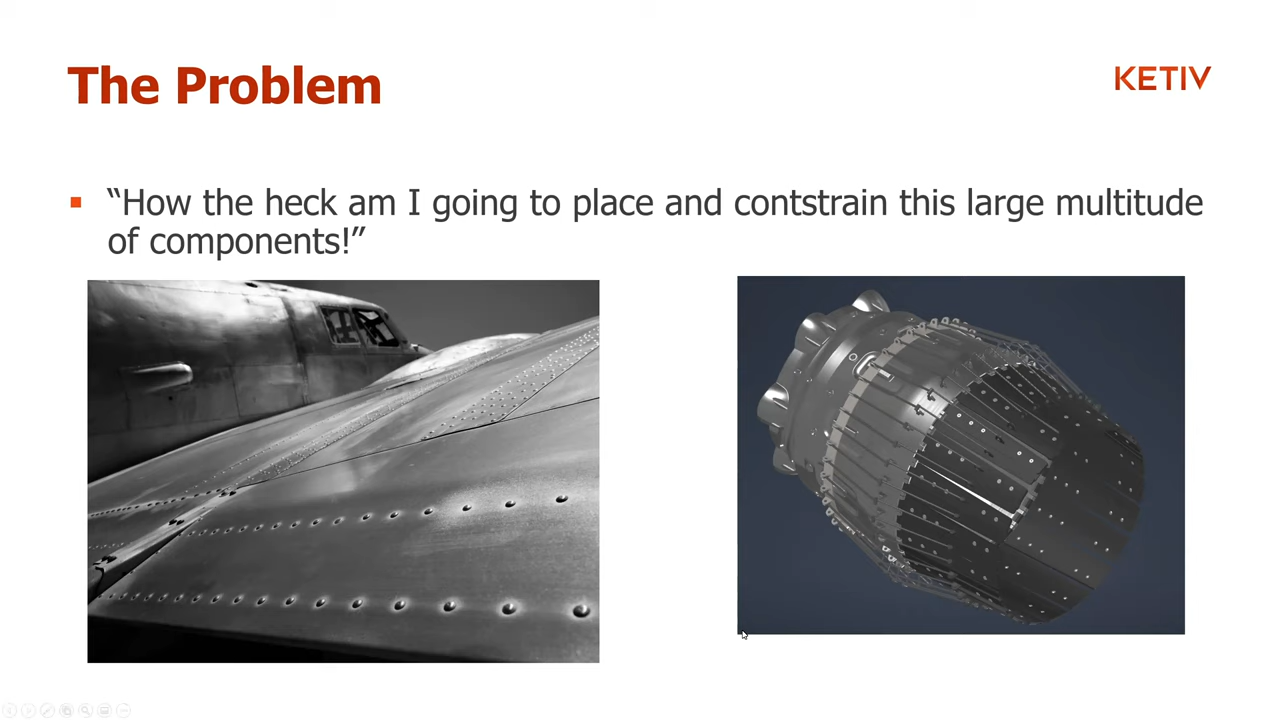 The Problem
KETIV
“How the heck am I going to place and contstrain this large multitude
of components!”